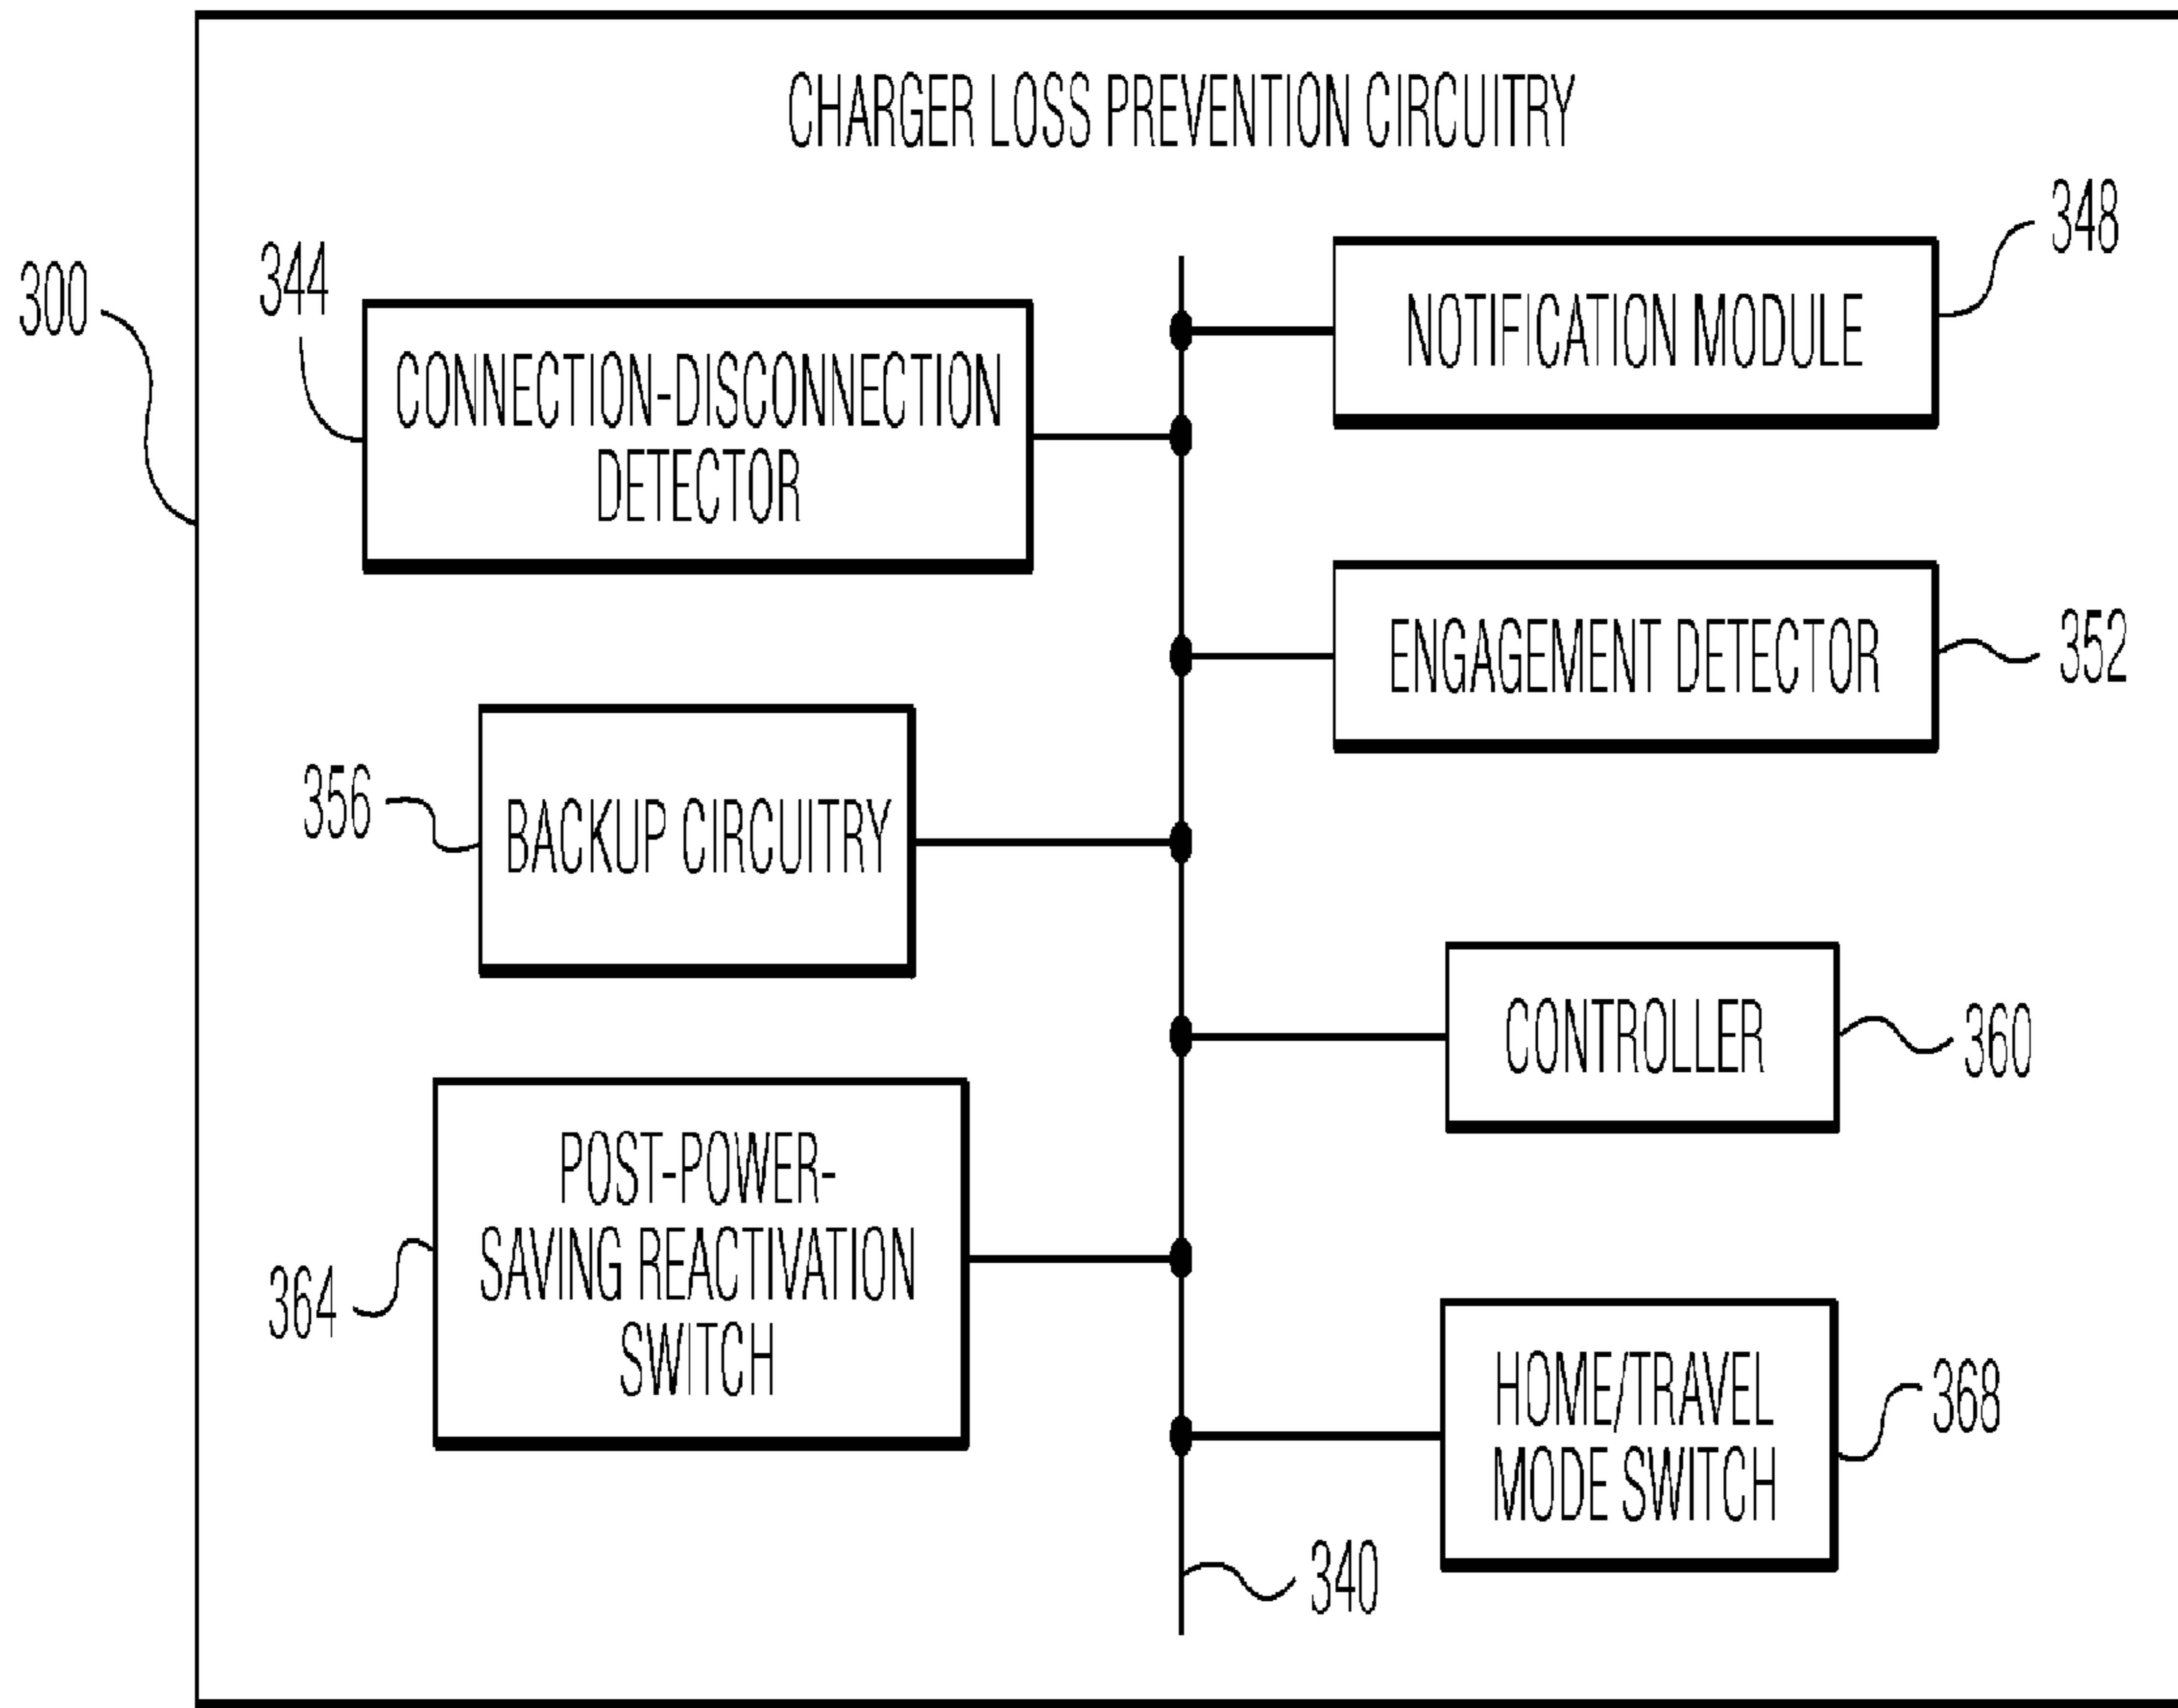 CHARGER LOSS PREVENTION CIRCUITRY
300
344
CONNECTION-DISCONNECTION
DETECTOR
NOTIFICATION MODULE
348
ENGAGEMENT DETECTOR
352
356
BACKUP CIRCUITRY
CONTROLLER
360
364
POST-POWER-
SAVING REACTIVATION
SWITCH
HOME/TRAVEL
MODE SWITCH
368
340